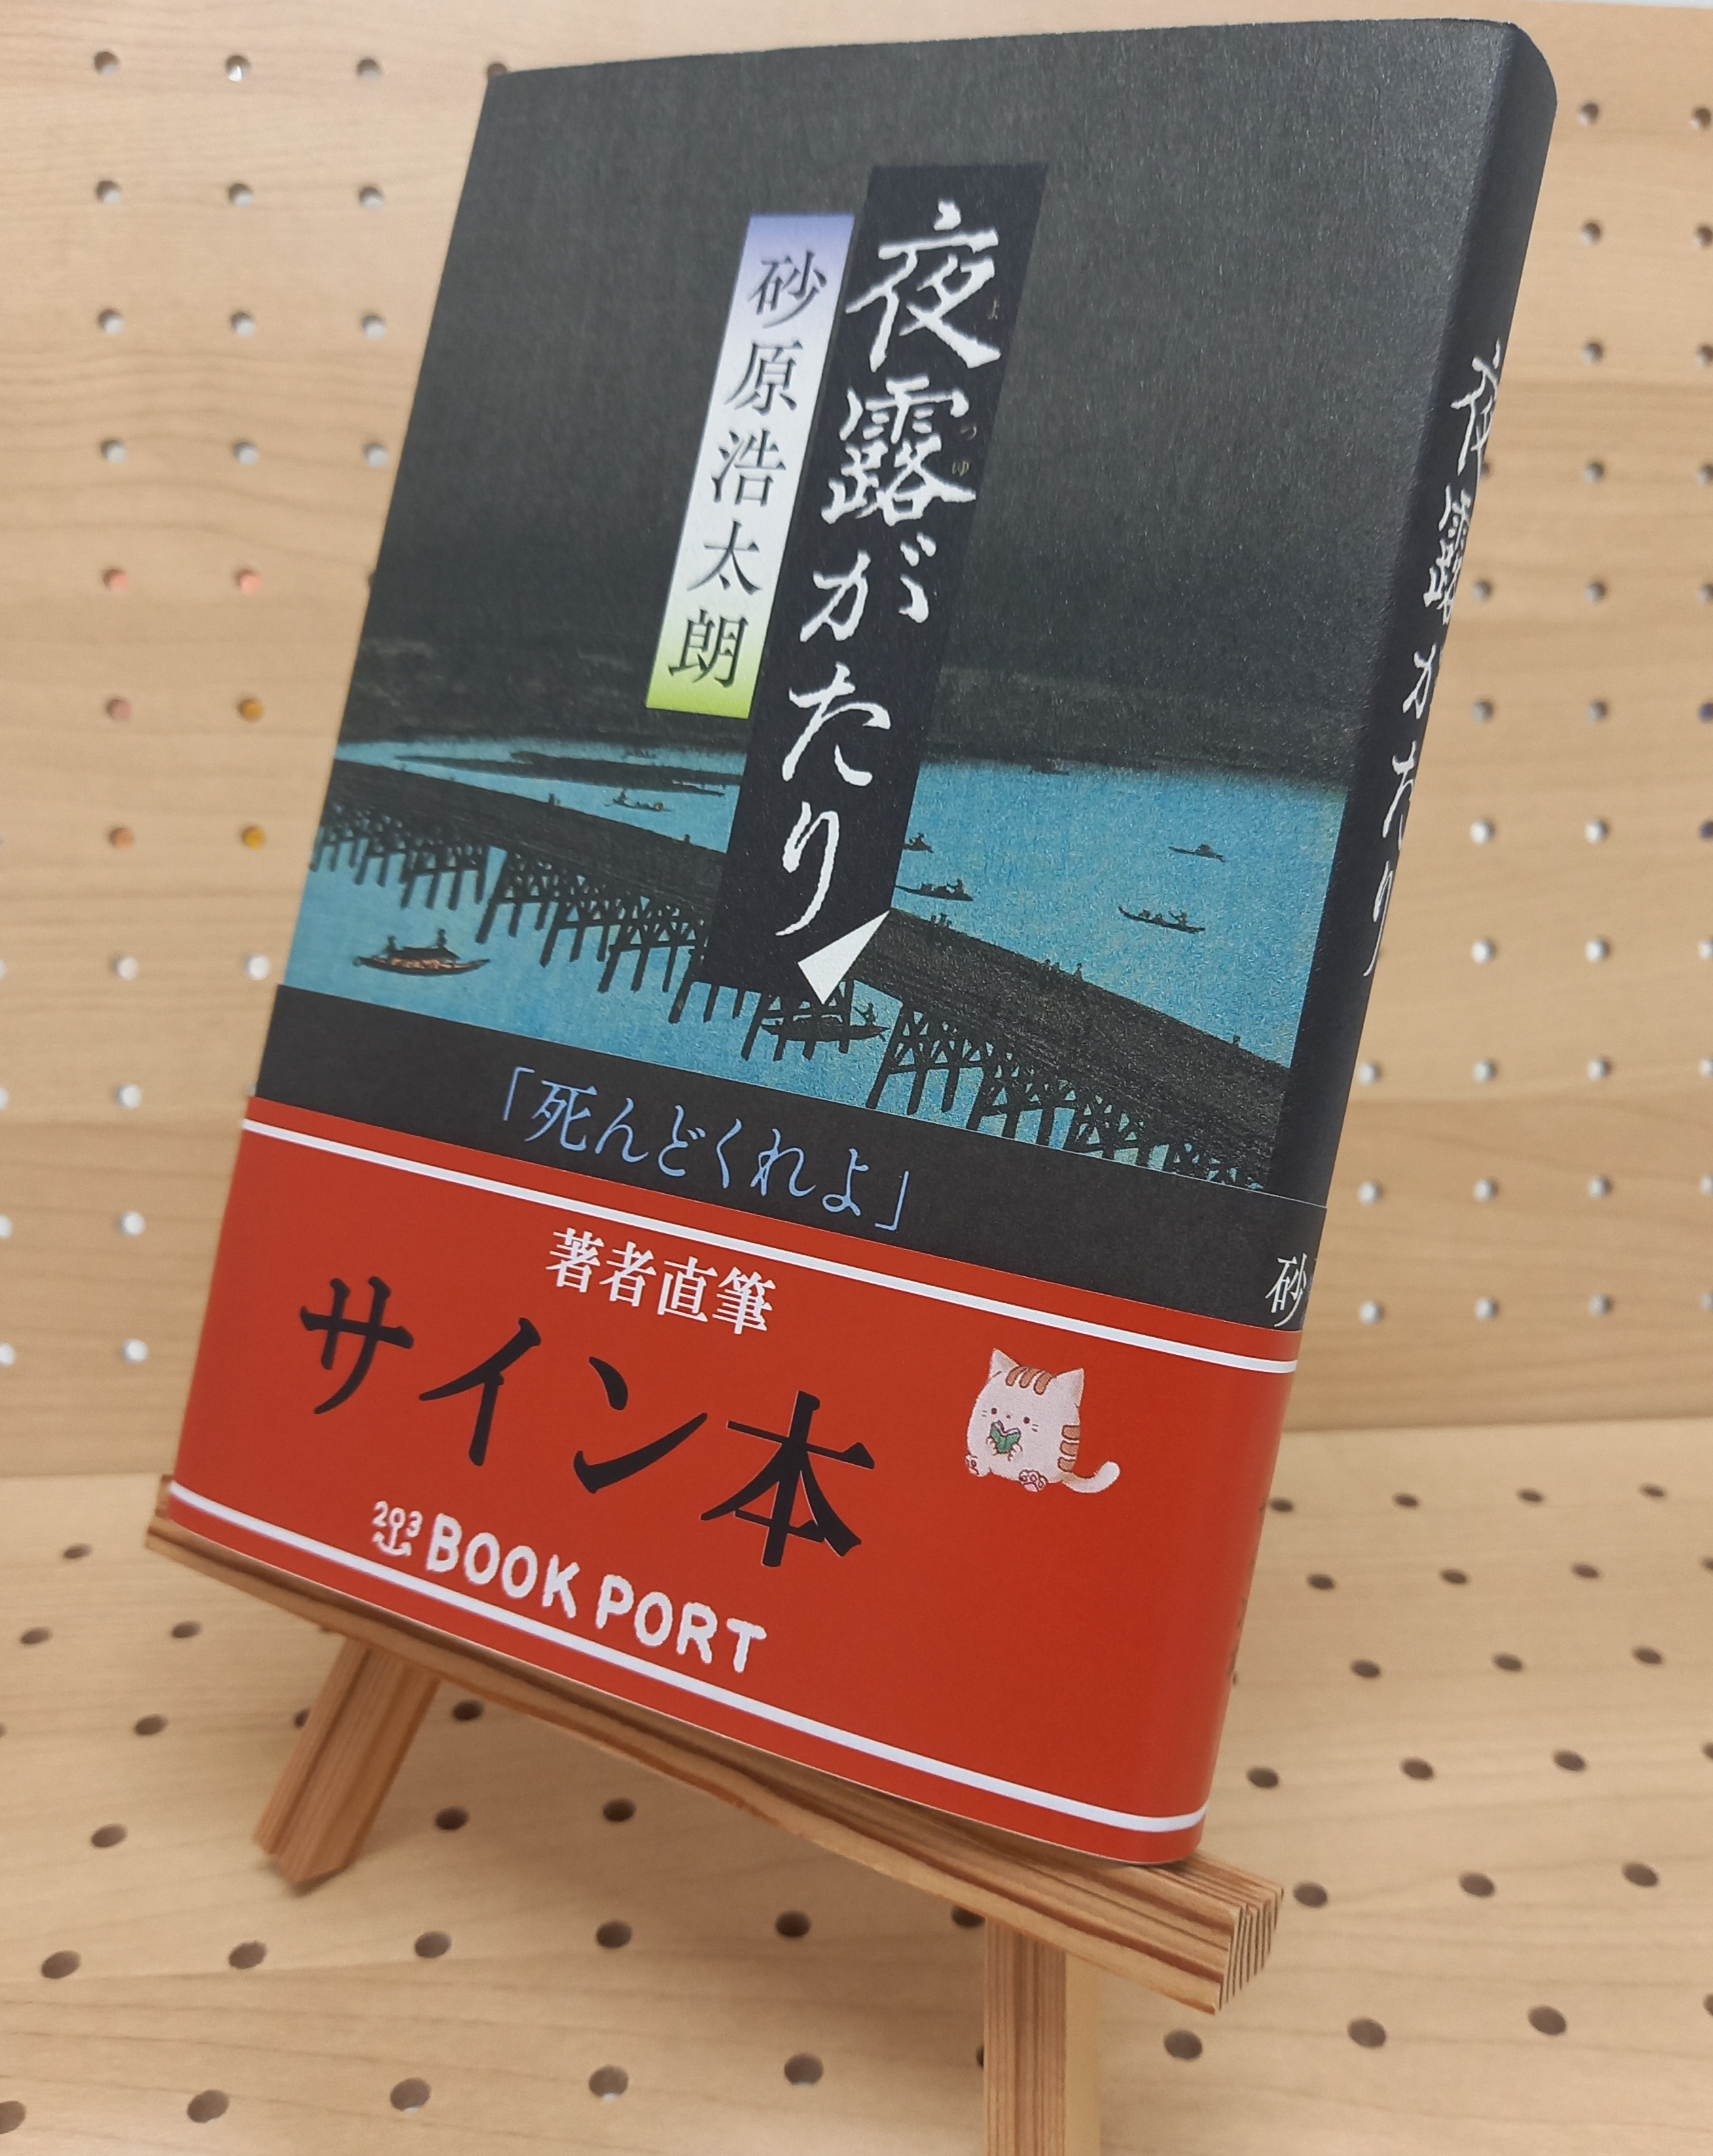 夜露がたり
よ
つゆ
砂原浩太朗
「死んどくれよ」
著者直筆
サイン本
203 BOOK PORT
夜露がたり
砂